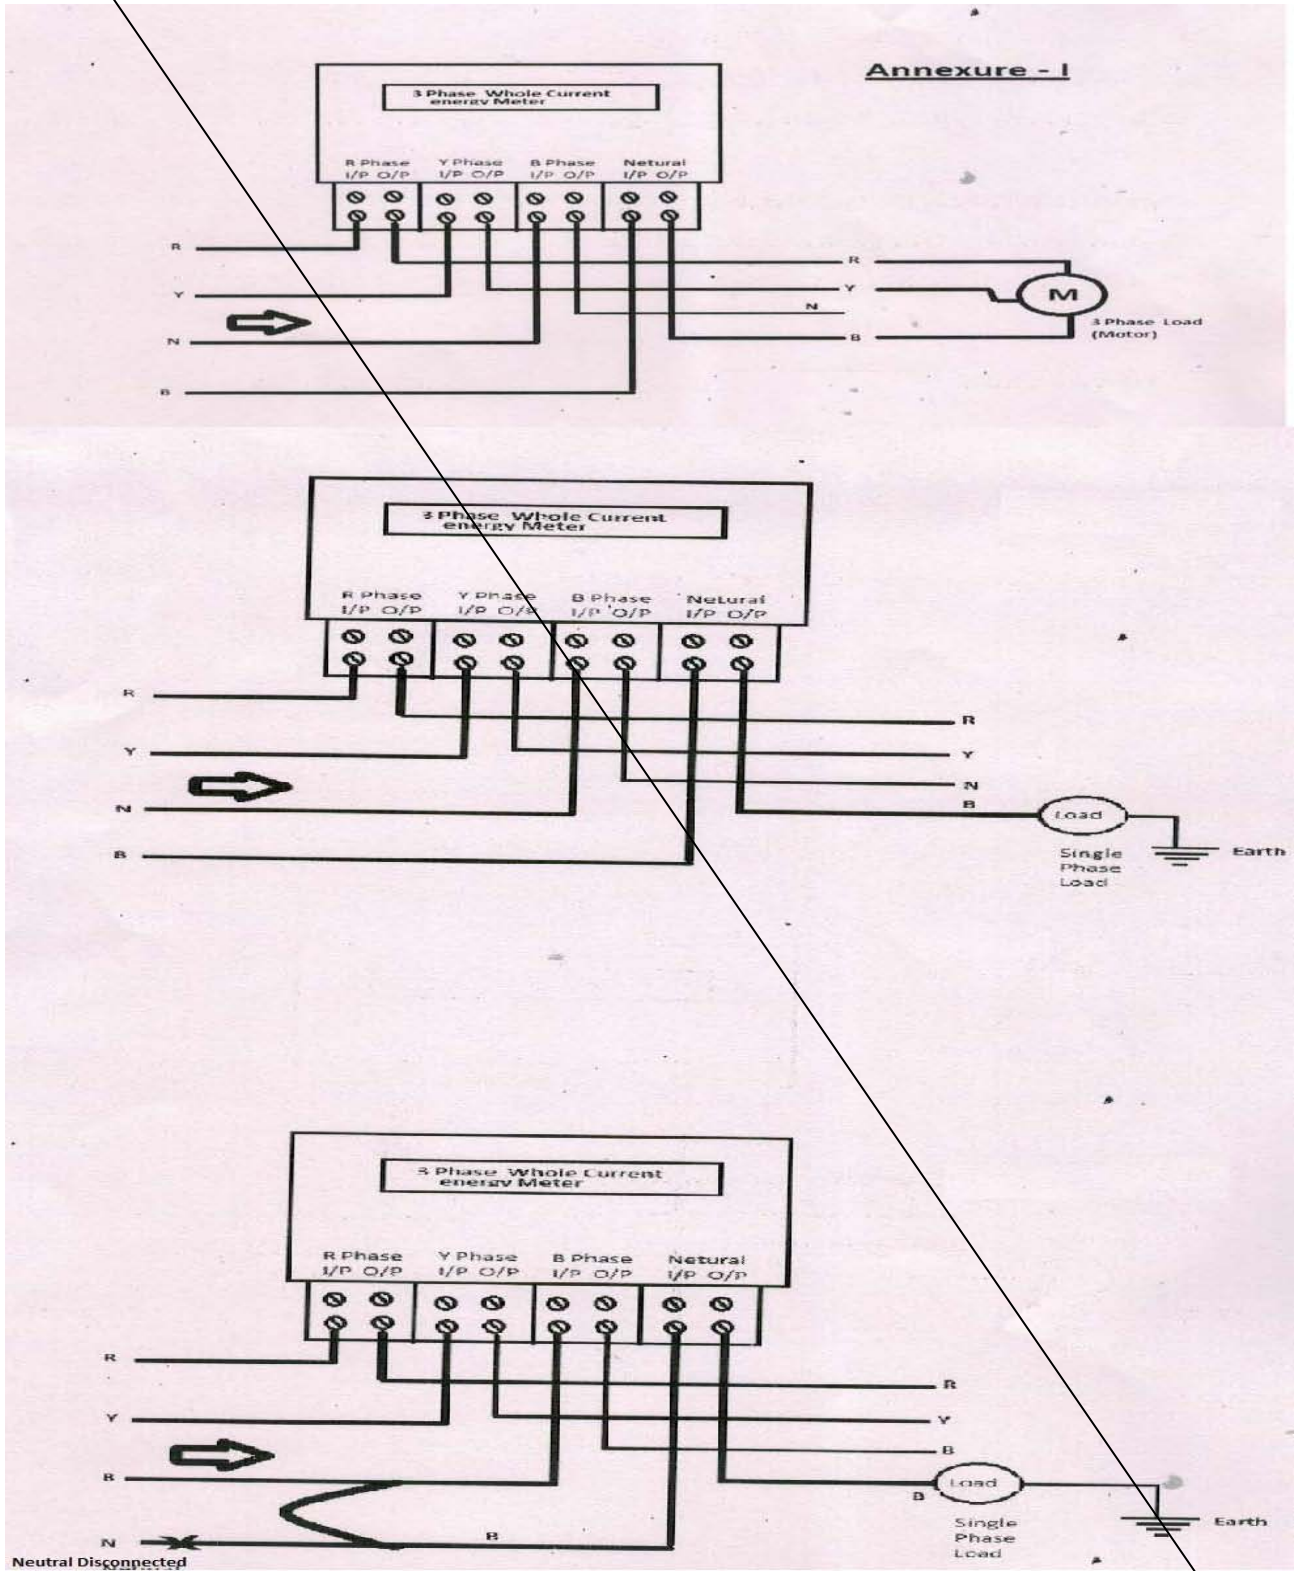 Annexure - I
3 Phase Whole Current
energy Meter
R Phase Y Phase B Phase Netural
I/P O/P I/P O/P I/P O/P I/P O/P
R
R
Y
Y
M
N
3 Phase Load
(Motor)
N
B
B
3 Phase Whole Current
energy Meter
R Phase Y Phase B Phase Netural
I/P O/P I/P O/P I/P O/P I/P O/P
R
R
Y
Y
N
N
B
Load
B
Single
Phase
Load
Earth
3 Phase Whole Current
energy Meter
R Phase Y Phase B Phase Netural
I/P O/P I/P O/P I/P O/P I/P O/P
R
R
Y
Y
B
B
Load
B
Single
Phase
Load
Earth
N
B
Neutral Disconnected